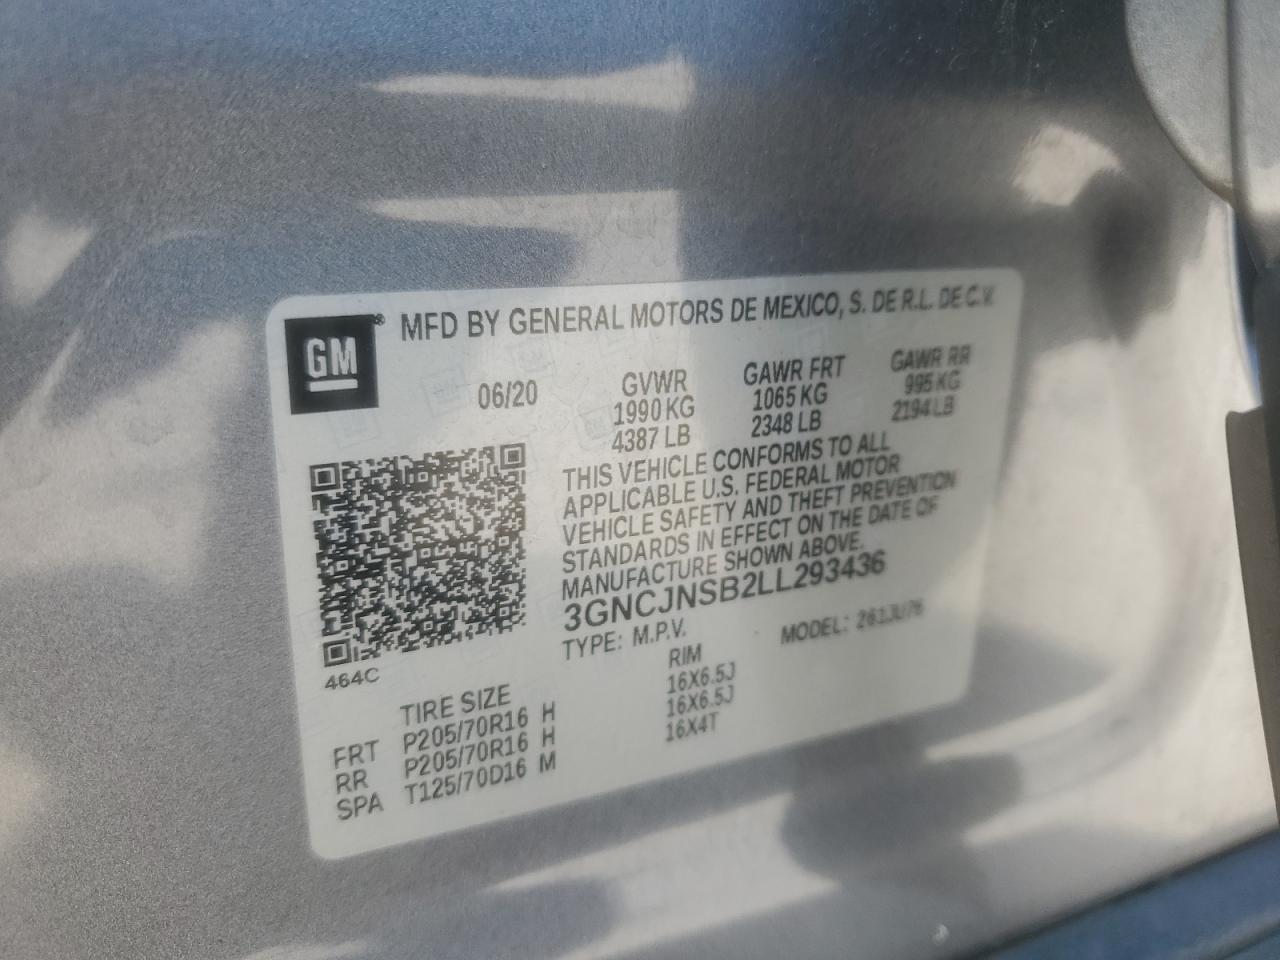 GM® MFD BY GENERAL MOTORS DE MEXICO, S. DE R.L. DE C.V.
06/20 GVWR GAWR FRT GAWR RR
1990 KG 1065 KG 995 KG
4387 LB 2348 LB 2194 LB
THIS VEHICLE CONFORMS TO ALL
APPLICABLE U.S. FEDERAL MOTOR
VEHICLE SAFETY AND THEFT PREVENTION
STANDARDS IN EFFECT ON THE DATE OF
MANUFACTURE SHOWN ABOVE.
3GNCJNSB2LL293436
TYPE: M.P.V. MODEL: 261JU76
464C
TIRE SIZE RIM
FRT P205/70R16 H 16X6.5J
RR P205/70R16 H 16X6.5J
SPA T125/70D16 M 16X4T